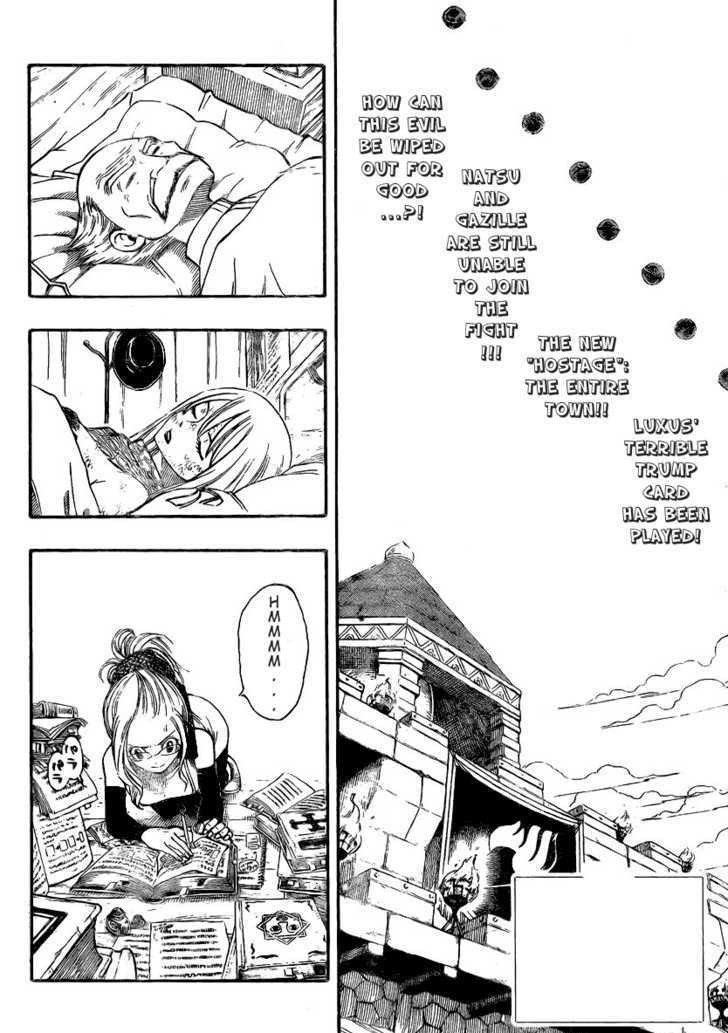 LUXUS'
TERRIBLE
TRUMP
CARD
HAS BEEN
PLAYED!
THE NEW
"HOSTAGE":
THE ENTIRE
TOWN!!
NATSU
AND
GAZILLE
ARE STILL
UNABLE
TO JOIN
THE
FIGHT
!!!
HOW CAN
THIS EVIL
BE WIPED
OUT FOR
GOOD
...?!
HMMMM...